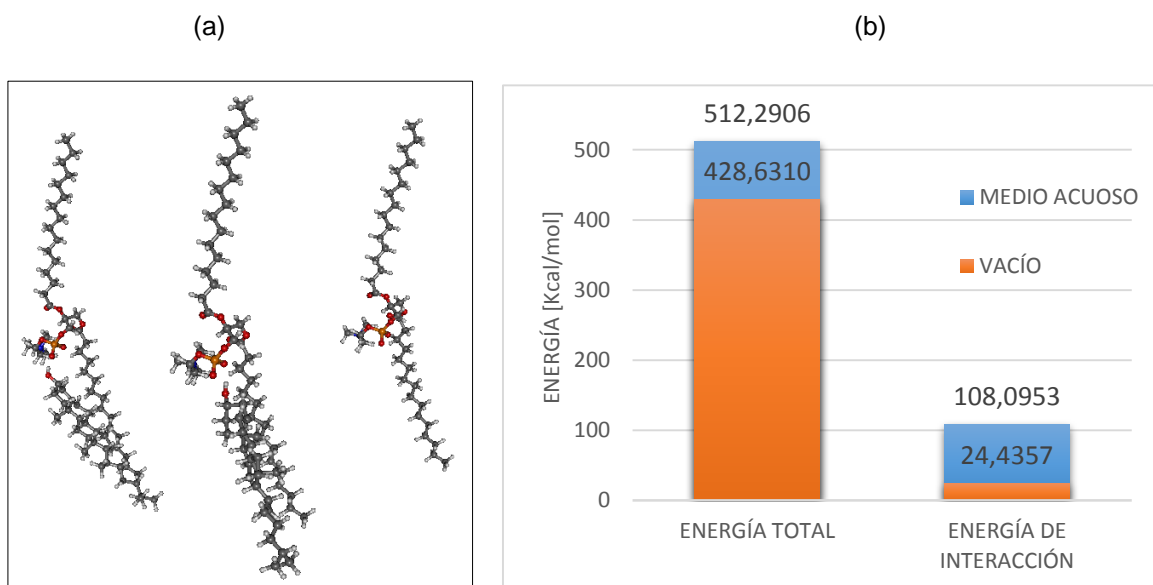 (a)
(b)
ENERGÍA [Kcal/mol]
500
400
300
200
100
0
512,2906
428,6310
108,0953
24,4357
MEDIO ACUOSO
VACÍO
ENERGÍA TOTAL
ENERGÍA DE
INTERACCIÓN